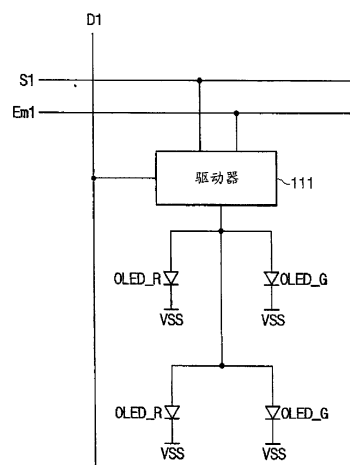 D1
S1
Em1
驱动器
111
OLED_R
OLED_G
VSS
VSS
OLED_R
OLED_G
VSS
VSS